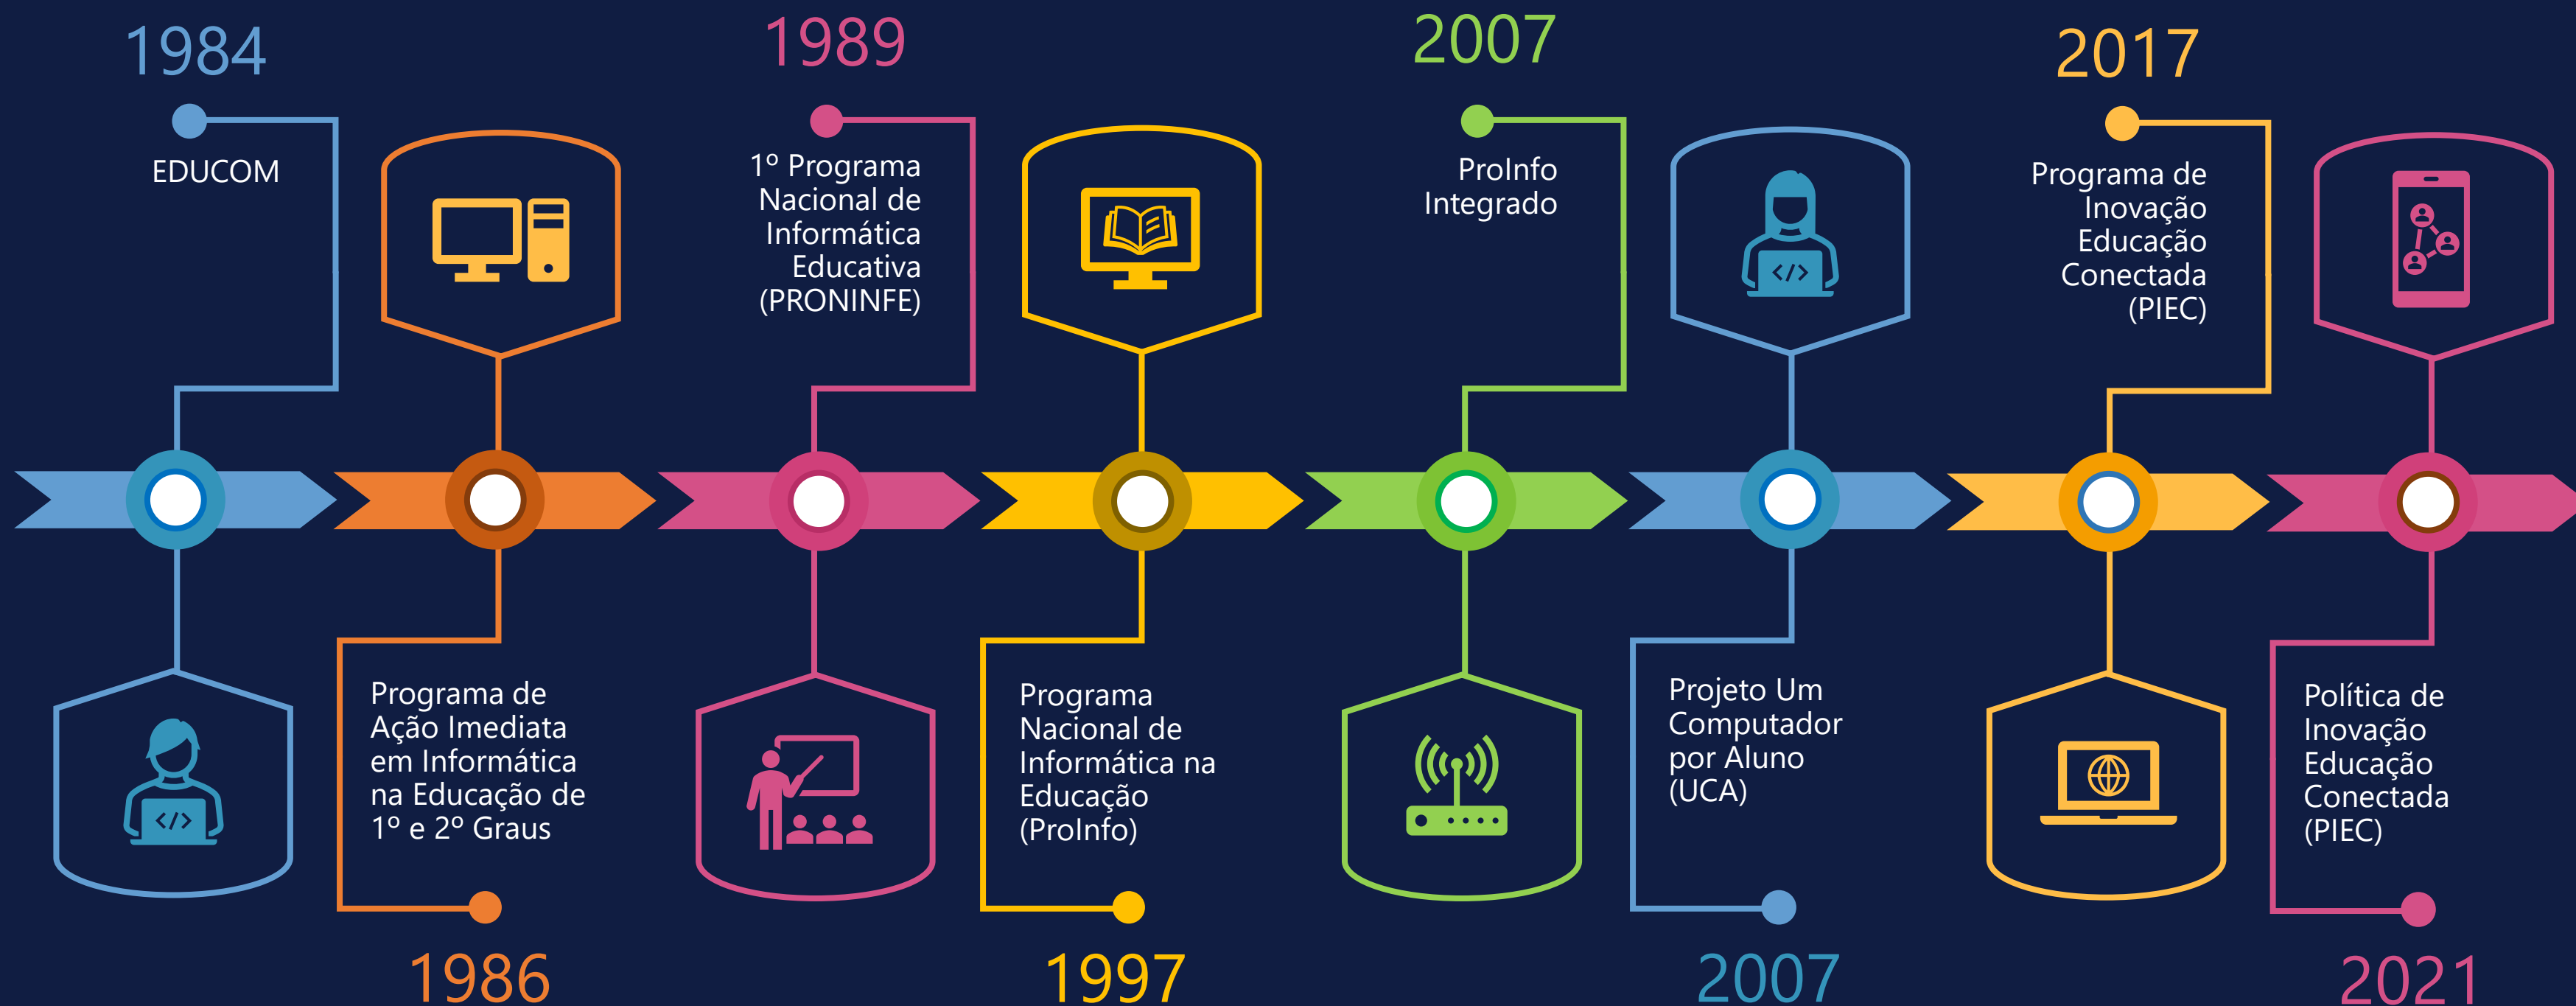 1984
EDUCOM
Programa de
Ação Imediata
em Informática
na Educação de
1º e 2º Graus
1986
1989
1º Programa
Nacional de
Informática
Educativa
(PRONINFE)
Programa
Nacional de
Informática na
Educação
(ProInfo)
1997
2007
ProInfo
Integrado
</>
Projeto Um
Computador
por Aluno
(UCA)
2007
2017
Programa de
Inovação
Educação
Conectada
(PIEC)
Política de
Inovação
Educação
Conectada
(PIEC)
2021
</>